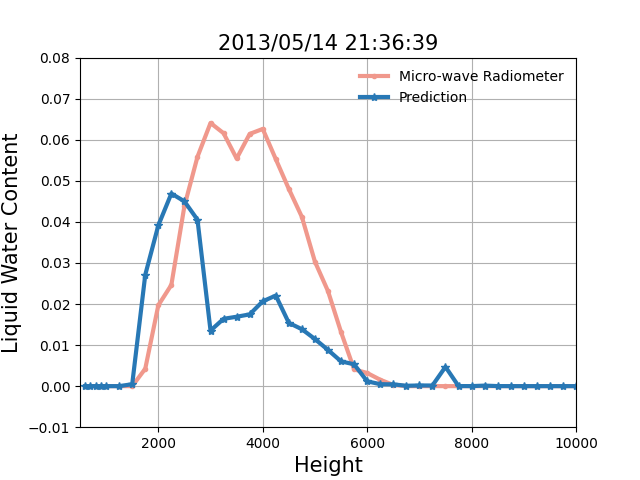 2013/05/14 21:36:39
Micro-wave Radiometer
Prediction
Liquid Water Content
0.08
0.07
0.06
0.05
0.04
0.03
0.02
0.01
0.00
−0.01
2000 4000 6000 8000 10000
Height